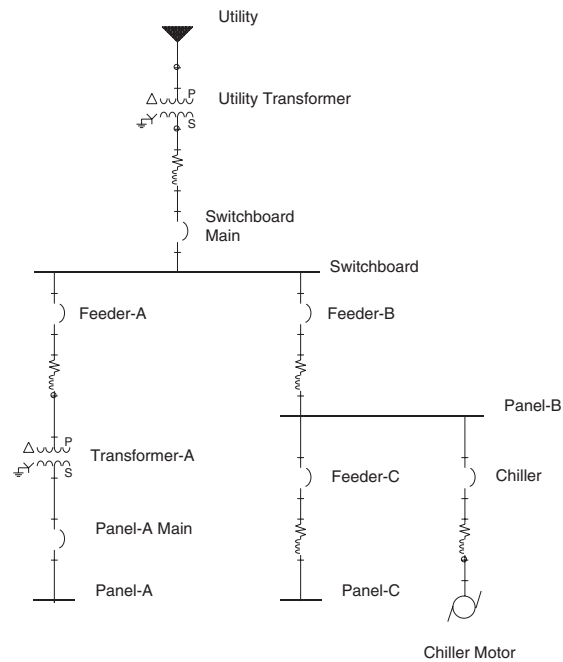 Utility
P
Utility Transformer
S
Switchboard
Main
Switchboard
Feeder-A
Feeder-B
Panel-B
P
Transformer-A
S
Feeder-C
Chiller
Panel-A Main
Panel-A
Panel-C
Chiller Motor